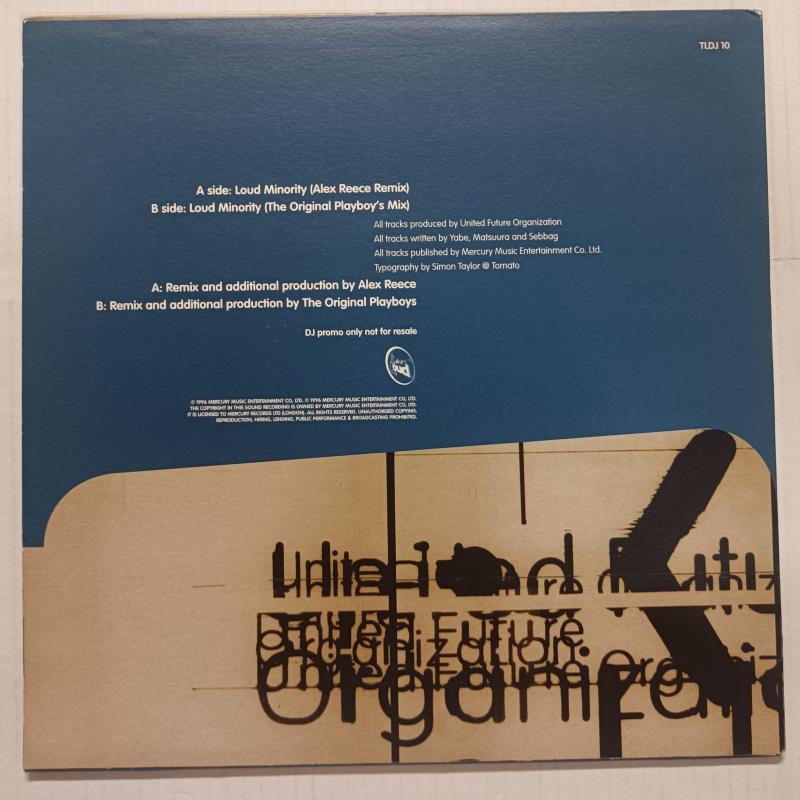 TLDJ 10
A side: Loud Minority (Alex Reece Remix)
B side: Loud Minority (The Original Playboy's Mix)
All tracks produced by United Future Organization
All tracks written by Yabe, Matsuura and Sebbag
All tracks published by Mercury Music Entertainment Co. Ltd.
Typography by Simon Taylor @ Tomato
A: Remix and additional production by Alex Reece
B: Remix and additional production by The Original Playboys
DJ promo only not for resale
℗ 1996 MERCURY MUSIC ENTERTAINMENT CO, LTD. © 1996 MERCURY MUSIC ENTERTAINMENT CO, LTD.
THE COPYRIGHT IN THIS SOUND RECORDING IS OWNED BY MERCURY MUSIC ENTERTAINMENT CO, LTD.
IT IS LICENSED TO MERCURY RECORDS LTD (LONDON). ALL RIGHTS RESERVED. UNAUTHORISED COPYING,
REPRODUCTION, HIRING, LENDING, PUBLIC PERFORMANCE & BROADCASTING PROHIBITED.
United Future
Organization